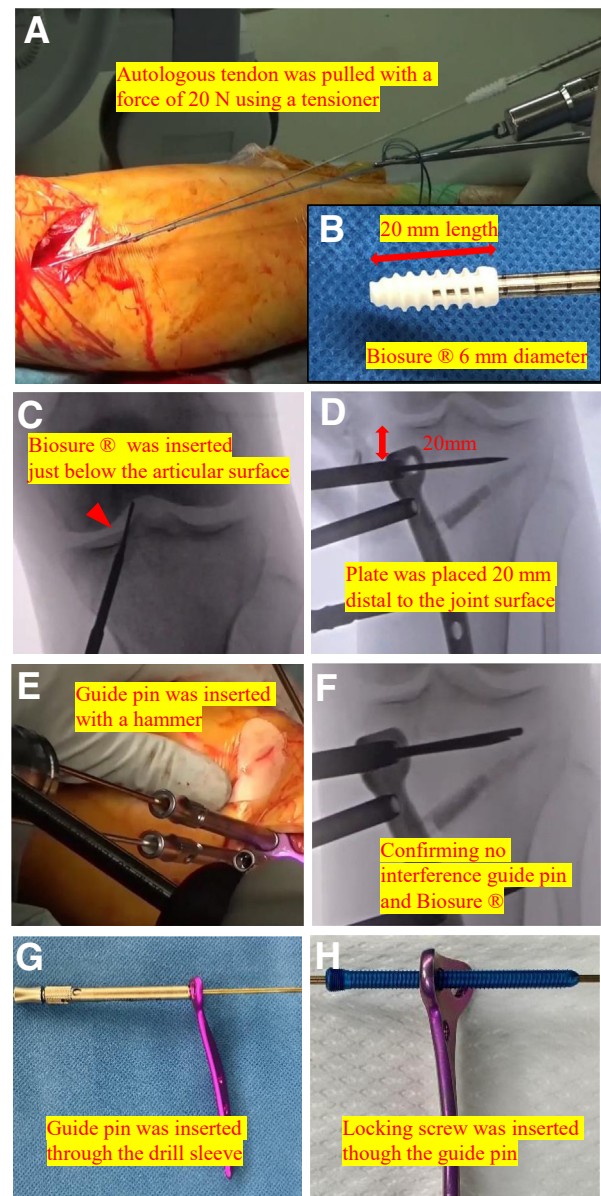 A
Autologous tendon was pulled with a
force of 20 N using a tensioner
B
20 mm length
Biosure ® 6 mm diameter
C
Biosure ® was inserted
just below the articular surface
D
20mm
Plate was placed 20 mm
distal to the joint surface
E
Guide pin was inserted
with a hammer
F
Confirming no
interference guide pin
and Biosure ®
G
Guide pin was inserted
through the drill sleeve
H
Locking screw was inserted
though the guide pin